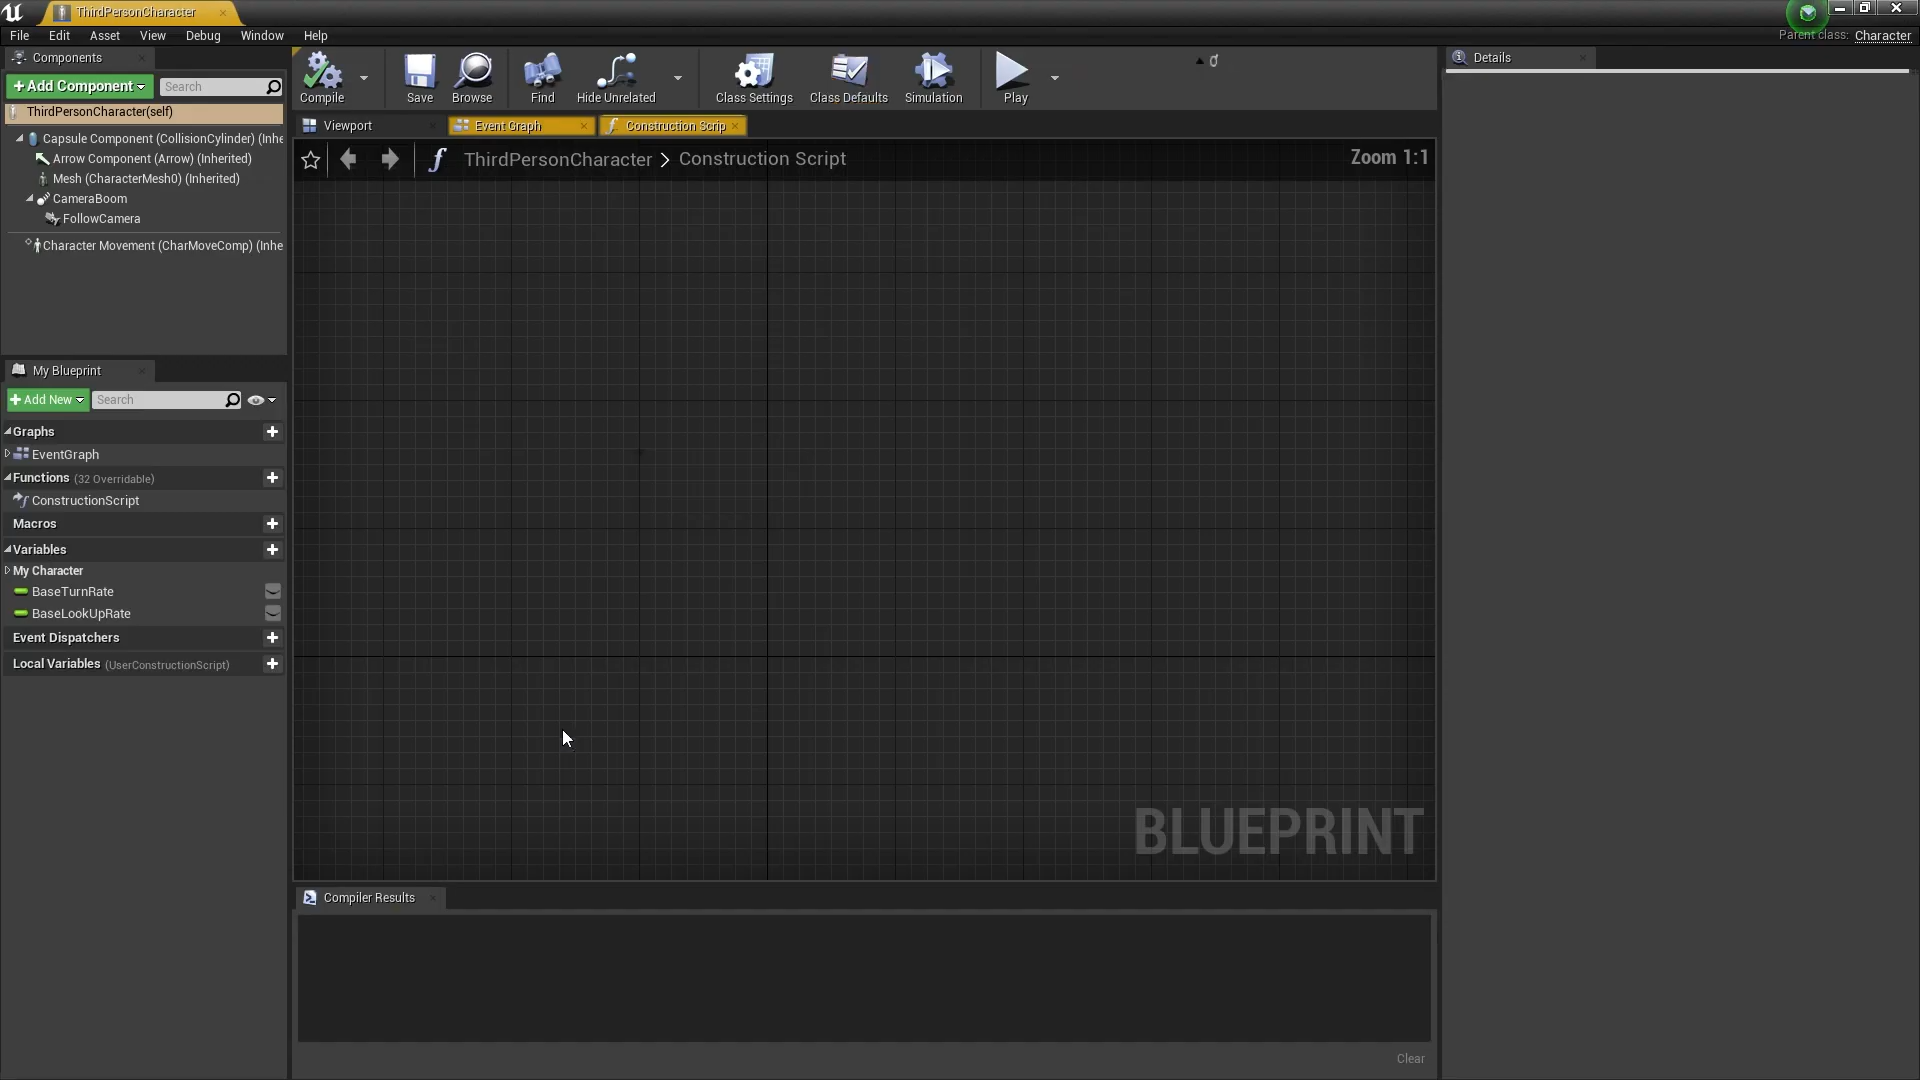 ThirdPersonCharacter
File Edit Asset View Debug Window Help
Parent class: Character
Components
+ Add Component
Search
ThirdPersonCharacter(self)
Capsule Component (CollisionCylinder) (Inhe
Arrow Component (Arrow) (Inherited)
Mesh (CharacterMesh0) (Inherited)
CameraBoom
FollowCamera
Character Movement (CharMoveComp) (Inhe
My Blueprint
+ Add New
Search
Graphs
EventGraph
Functions (32 Overridable)
ConstructionScript
Macros
Variables
My Character
BaseTurnRate
BaseLookUpRate
Event Dispatchers
Local Variables (UserConstructionScript)
Compile Save Browse Find Hide Unrelated Class Settings Class Defaults Simulation Play
Viewport Event Graph Construction Scrip
ThirdPersonCharacter > Construction Script
Zoom 1:1
BLUEPRINT
Compiler Results
Clear
Details